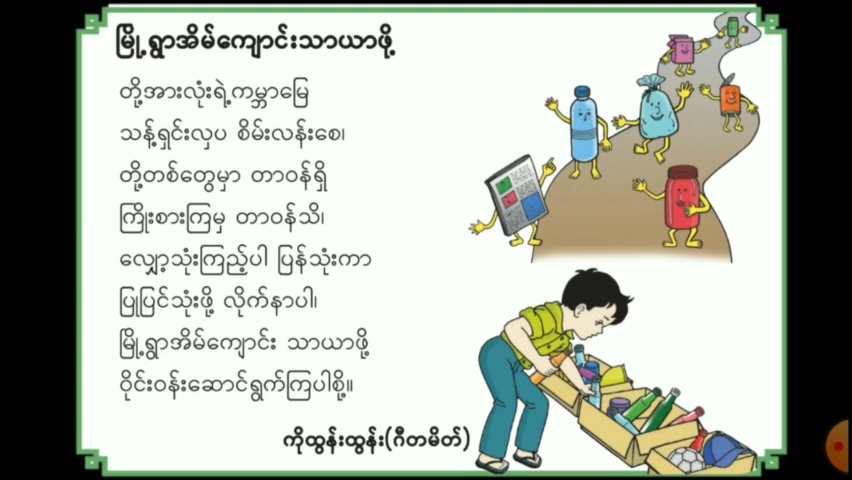 မြို့ရွာအိမ်ကျောင်းသာယာဖို့
တို့အားလုံးရဲ့ကမ္ဘာမြေ
သန့်ရှင်းလှပ စိမ်းလန်းစေ၊
တို့တစ်တွေမှာ တာဝန်ရှိ
ကြိုးစားကြမှ တာဝန်သိ၊
လျှော့သုံးကြည့်ပါ ပြန်သုံးကာ
ပြုပြင်သုံးဖို့ လိုက်နာပါ၊
မြို့ရွာအိမ်ကျောင်း သာယာဖို့
ဝိုင်းဝန်းဆောင်ရွက်ကြပါစို့။
ကိုထွန်းထွန်း(ဂီတမိတ်)